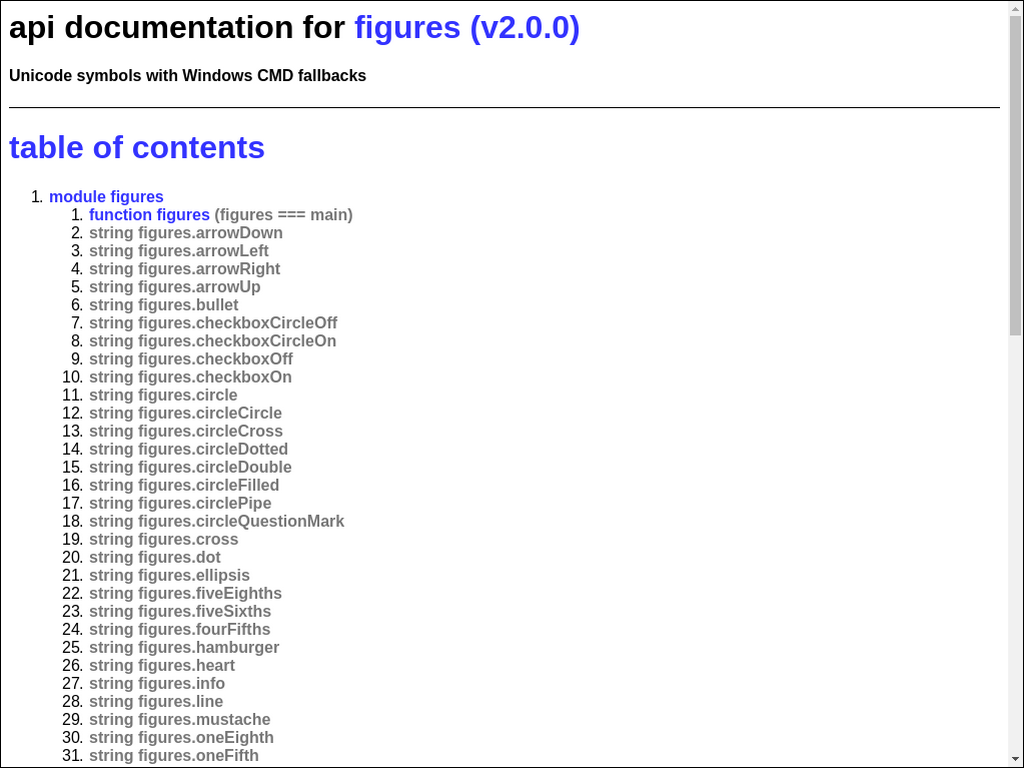 api documentation for figures (v2.0.0)
Unicode symbols with Windows CMD fallbacks
table of contents
1. module figures
1. function figures (figures === main)
2. string figures.arrowDown
3. string figures.arrowLeft
4. string figures.arrowRight
5. string figures.arrowUp
6. string figures.bullet
7. string figures.checkboxCircleOff
8. string figures.checkboxCircleOn
9. string figures.checkboxOff
10. string figures.checkboxOn
11. string figures.circle
12. string figures.circleCircle
13. string figures.circleCross
14. string figures.circleDotted
15. string figures.circleDouble
16. string figures.circleFilled
17. string figures.circlePipe
18. string figures.circleQuestionMark
19. string figures.cross
20. string figures.dot
21. string figures.ellipsis
22. string figures.fiveEighths
23. string figures.fiveSixths
24. string figures.fourFifths
25. string figures.hamburger
26. string figures.heart
27. string figures.info
28. string figures.line
29. string figures.mustache
30. string figures.oneEighth
31. string figures.oneFifth